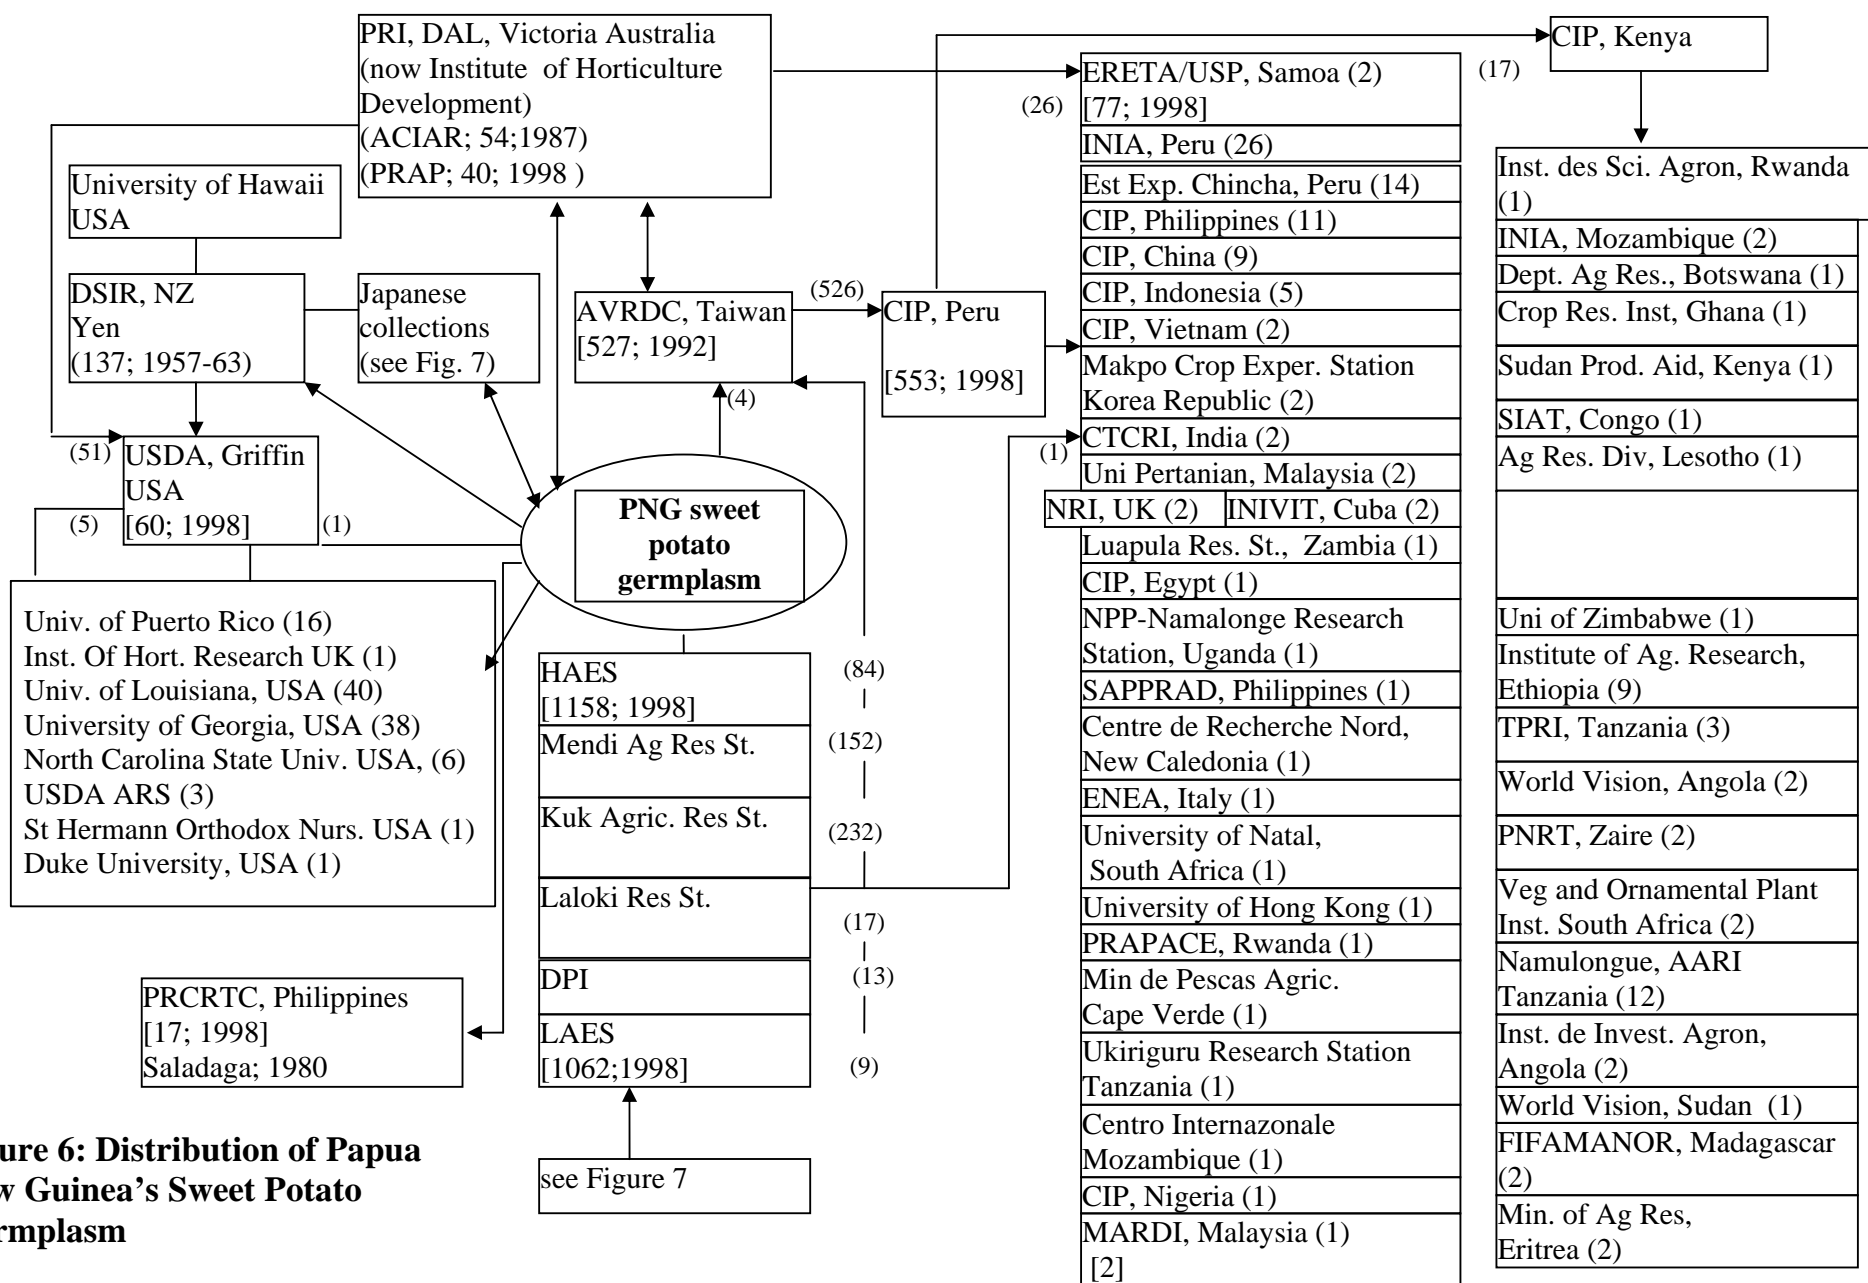 PRI, DAL, Victoria Australia
(now Institute of Horticulture
Development)
(ACIAR; 54;1987)
(PRAP; 40; 1998 )
University of Hawaii
USA
DSIR, NZ
Yen
(137; 1957-63)
Japanese
collections
(see Fig. 7)
AVRDC, Taiwan
[527; 1992]
(526)
CIP, Peru
[553; 1998]
(4)
(51)
USDA, Griffin
USA
[60; 1998]
(5)
(1)
PNG sweet
potato
germplasm
Univ. of Puerto Rico (16)
Inst. Of Hort. Research UK (1)
Univ. of Louisiana, USA (40)
University of Georgia, USA (38)
North Carolina State Univ. USA, (6)
USDA ARS (3)
St Hermann Orthodox Nurs. USA (1)
Duke University, USA (1)
HAES
[1158; 1998]
Mendi Ag Res St.
Kuk Agric. Res St.
Laloki Res St.
DPI
LAES
[1062;1998]
see Figure 7
(84)
(152)
(232)
(17)
(13)
(9)
PRCRTC, Philippines
[17; 1998]
Saladaga; 1980
ure 6: Distribution of Papua
w Guinea's Sweet Potato
rmplasm
(26)
(1)
ERETA/USP, Samoa (2)
[77; 1998]
INIA, Peru (26)
Est Exp. Chincha, Peru (14)
CIP, Philippines (11)
CIP, China (9)
CIP, Indonesia (5)
CIP, Vietnam (2)
Makpo Crop Exper. Station
Korea Republic (2)
CTCRI, India (2)
Uni Pertanian, Malaysia (2)
NRI, UK (2) INIVIT, Cuba (2)
Luapula Res. St., Zambia (1)
CIP, Egypt (1)
NPP-Namalonge Research
Station, Uganda (1)
SAPPRAD, Philippines (1)
Centre de Recherche Nord,
New Caledonia (1)
ENEA, Italy (1)
University of Natal,
South Africa (1)
University of Hong Kong (1)
PRAPACE, Rwanda (1)
Min de Pescas Agric.
Cape Verde (1)
Ukiriguru Research Station
Tanzania (1)
Centro Internazonale
Mozambique (1)
CIP, Nigeria (1)
MARDI, Malaysia (1)
[2]
(17)
CIP, Kenya
Inst. des Sci. Agron, Rwanda
(1)
INIA, Mozambique (2)
Dept. Ag Res., Botswana (1)
Crop Res. Inst, Ghana (1)
Sudan Prod. Aid, Kenya (1)
SIAT, Congo (1)
Ag Res. Div, Lesotho (1)
Uni of Zimbabwe (1)
Institute of Ag. Research,
Ethiopia (9)
TPRI, Tanzania (3)
World Vision, Angola (2)
PNRT, Zaire (2)
Veg and Ornamental Plant
Inst. South Africa (2)
Namulongue, AARI
Tanzania (12)
Inst. de Invest. Agron,
Angola (2)
World Vision, Sudan (1)
FIFAMANOR, Madagascar
(2)
Min. of Ag Res,
Eritrea (2)